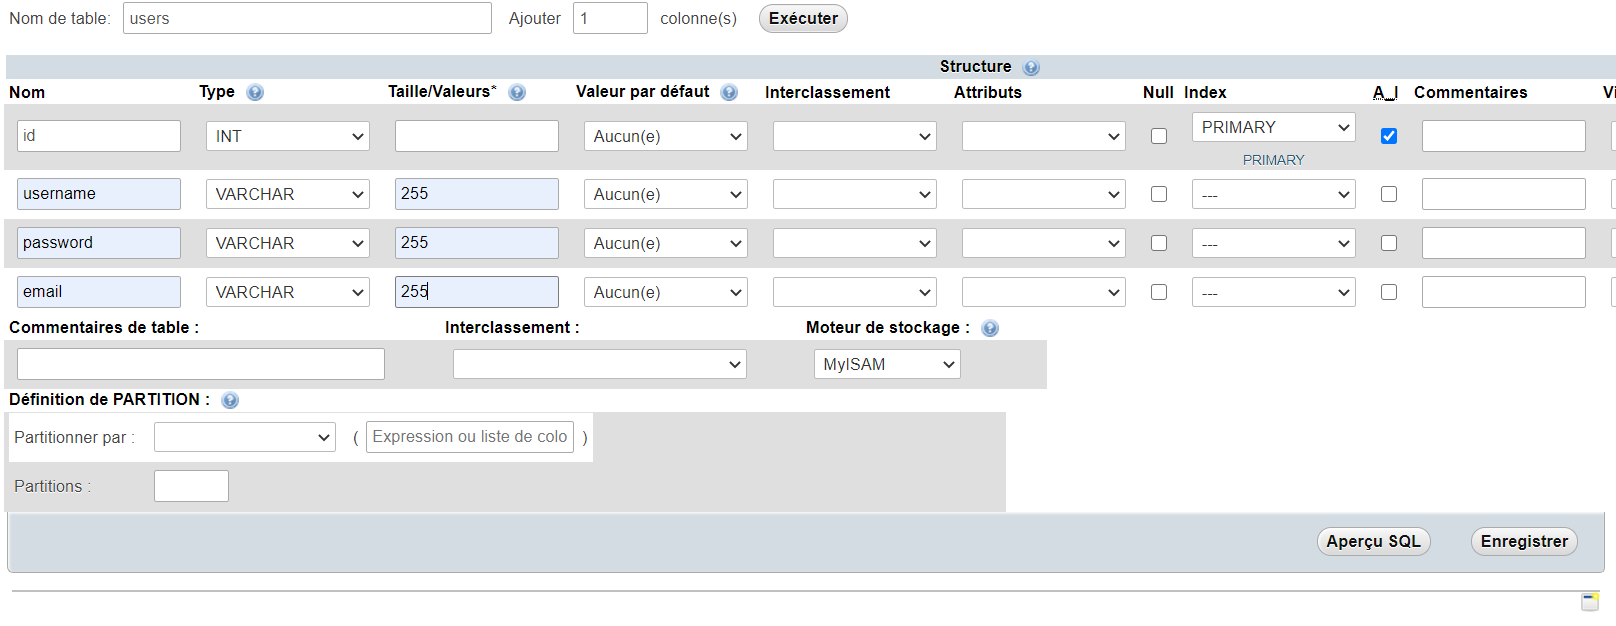 Nom de table: users Ajouter 1 colonne(s) Exécuter
Structure
Nom Type Taille/Valeurs* Valeur par défaut Interclassement Attributs Null Index A_I Commentaires Vi
id INT Aucun(e) PRIMARY
PRIMARY
username VARCHAR 255 Aucun(e) ---
password VARCHAR 255 Aucun(e) ---
email VARCHAR 255 Aucun(e) ---
Commentaires de table : Interclassement : Moteur de stockage :
MyISAM
Définition de PARTITION :
Partitionner par : ( Expression ou liste de colo )
Partitions :
Aperçu SQL Enregistrer